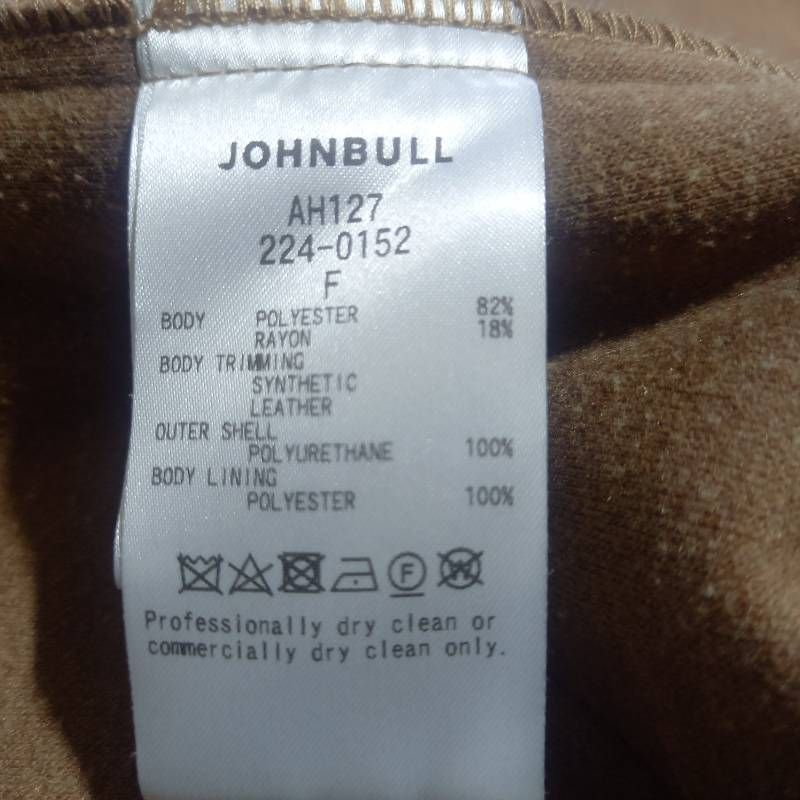 JOHNBULL
AH127
224-0152
F
BODY POLYESTER 82%
RAYON 18%
BODY TRIMMING
SYNTHETIC
LEATHER
OUTER SHELL
POLYURETHANE 100%
BODY LINING
POLYESTER 100%
F W
Professionally dry clean or
commercially dry clean only.